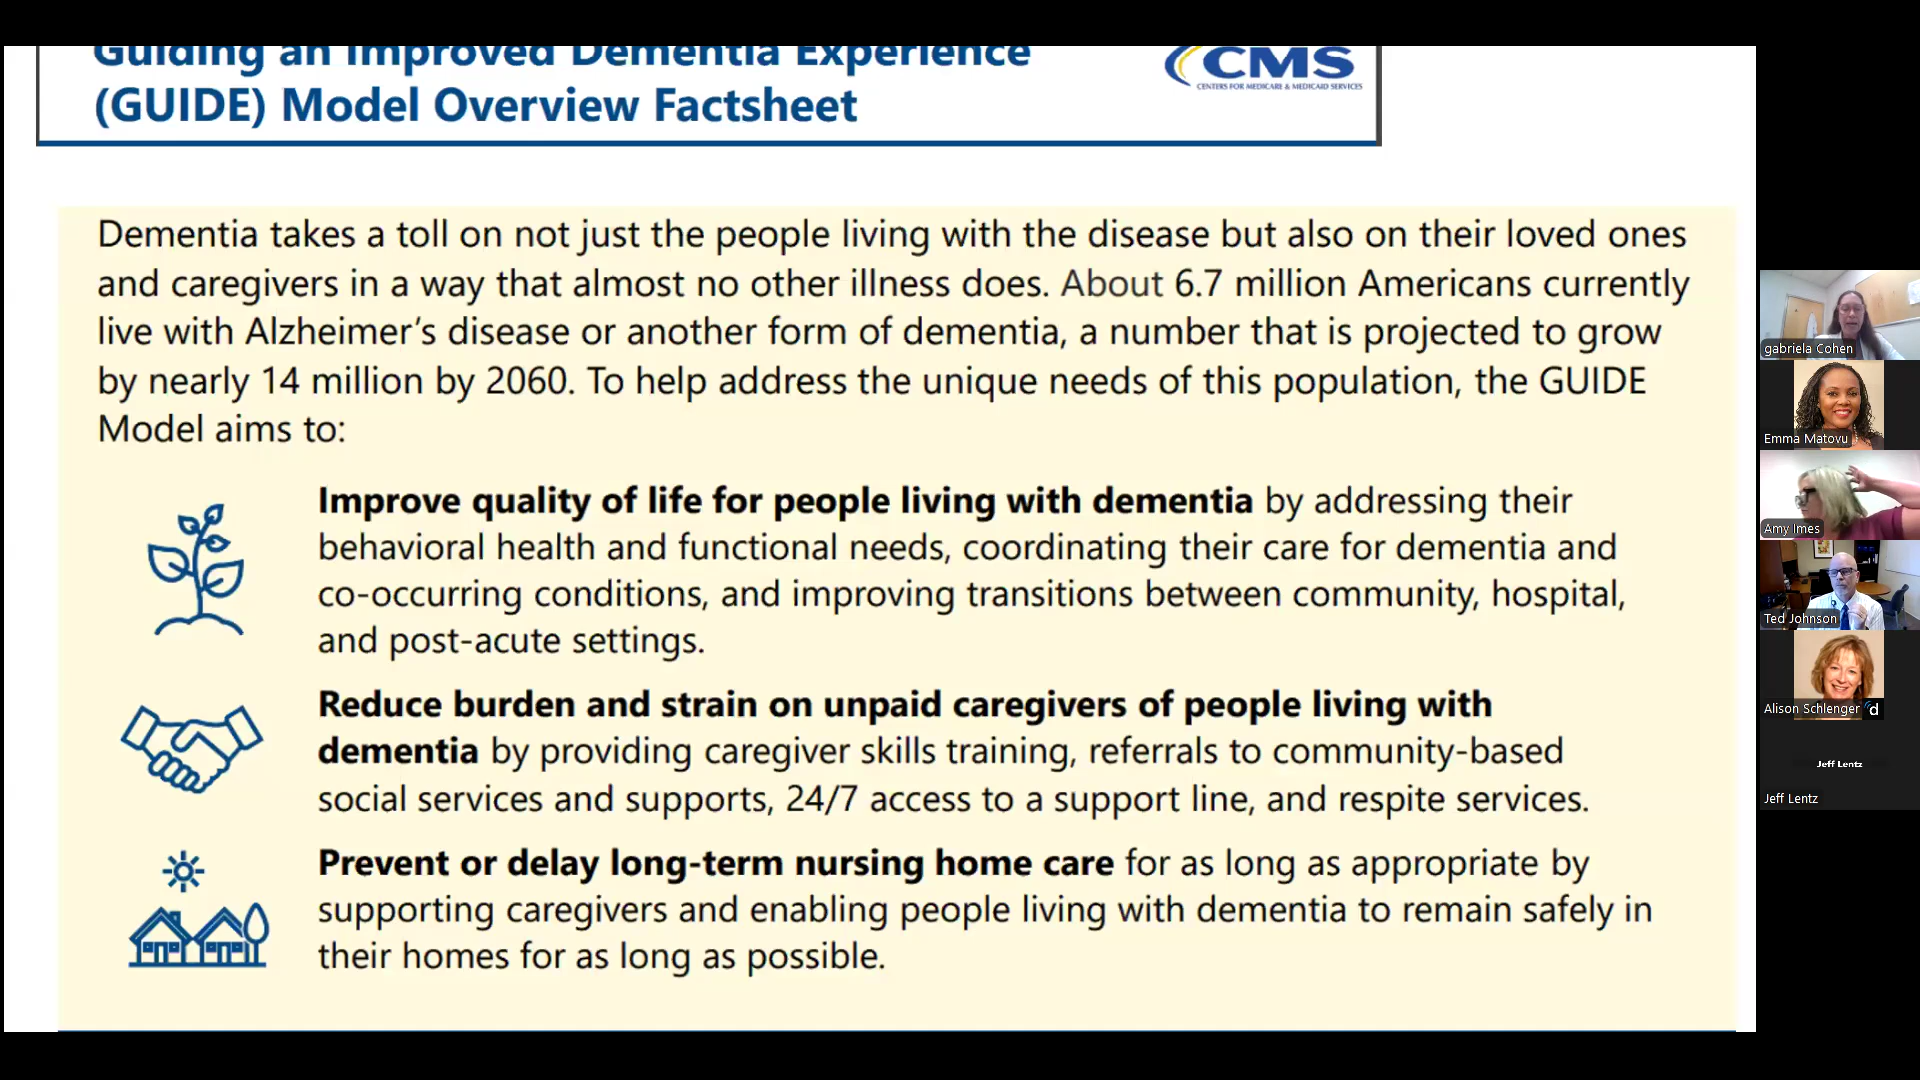 Guiding an Improved Dementia Experience
(GUIDE) Model Overview Factsheet
CMS
CENTERS FOR MEDICARE & MEDICAID SERVICES
Dementia takes a toll on not just the people living with the disease but also on their loved ones
and caregivers in a way that almost no other illness does. About 6.7 million Americans currently
live with Alzheimer’s disease or another form of dementia, a number that is projected to grow
by nearly 14 million by 2060. To help address the unique needs of this population, the GUIDE
Model aims to:
Improve quality of life for people living with dementia by addressing their
behavioral health and functional needs, coordinating their care for dementia and
co-occurring conditions, and improving transitions between community, hospital,
and post-acute settings.
Reduce burden and strain on unpaid caregivers of people living with
dementia by providing caregiver skills training, referrals to community-based
social services and supports, 24/7 access to a support line, and respite services.
Prevent or delay long-term nursing home care for as long as appropriate by
supporting caregivers and enabling people living with dementia to remain safely in
their homes for as long as possible.
gabriela Cohen
Emma Matovu
Amy Imes
Ted Johnson
Alison Schlenger
d
Jeff Lentz
Jeff Lentz